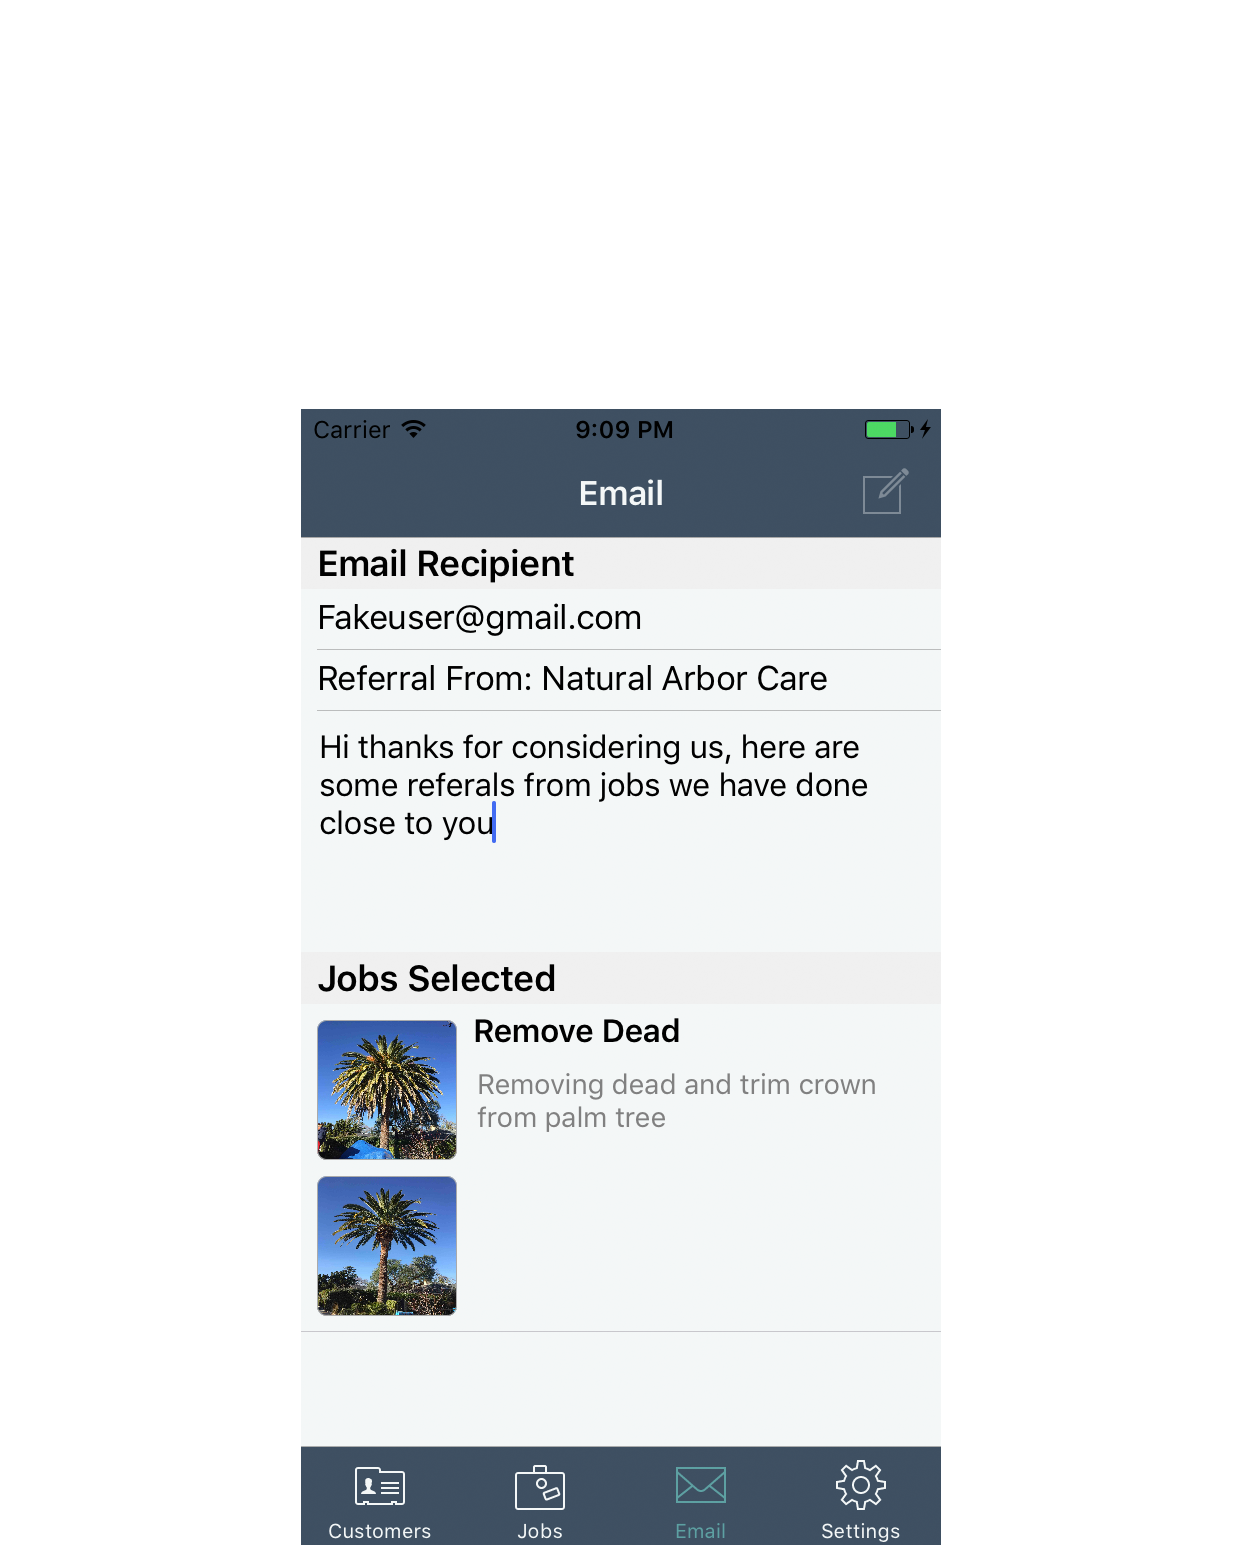 Carrier 9:09 PM
Email
Email Recipient
Fakeuser@gmail.com
Referral From: Natural Arbor Care
Hi thanks for considering us, here are
some referals from jobs we have done
close to you
Jobs Selected
Remove Dead
Removing dead and trim crown
from palm tree
Customers Jobs Email Settings